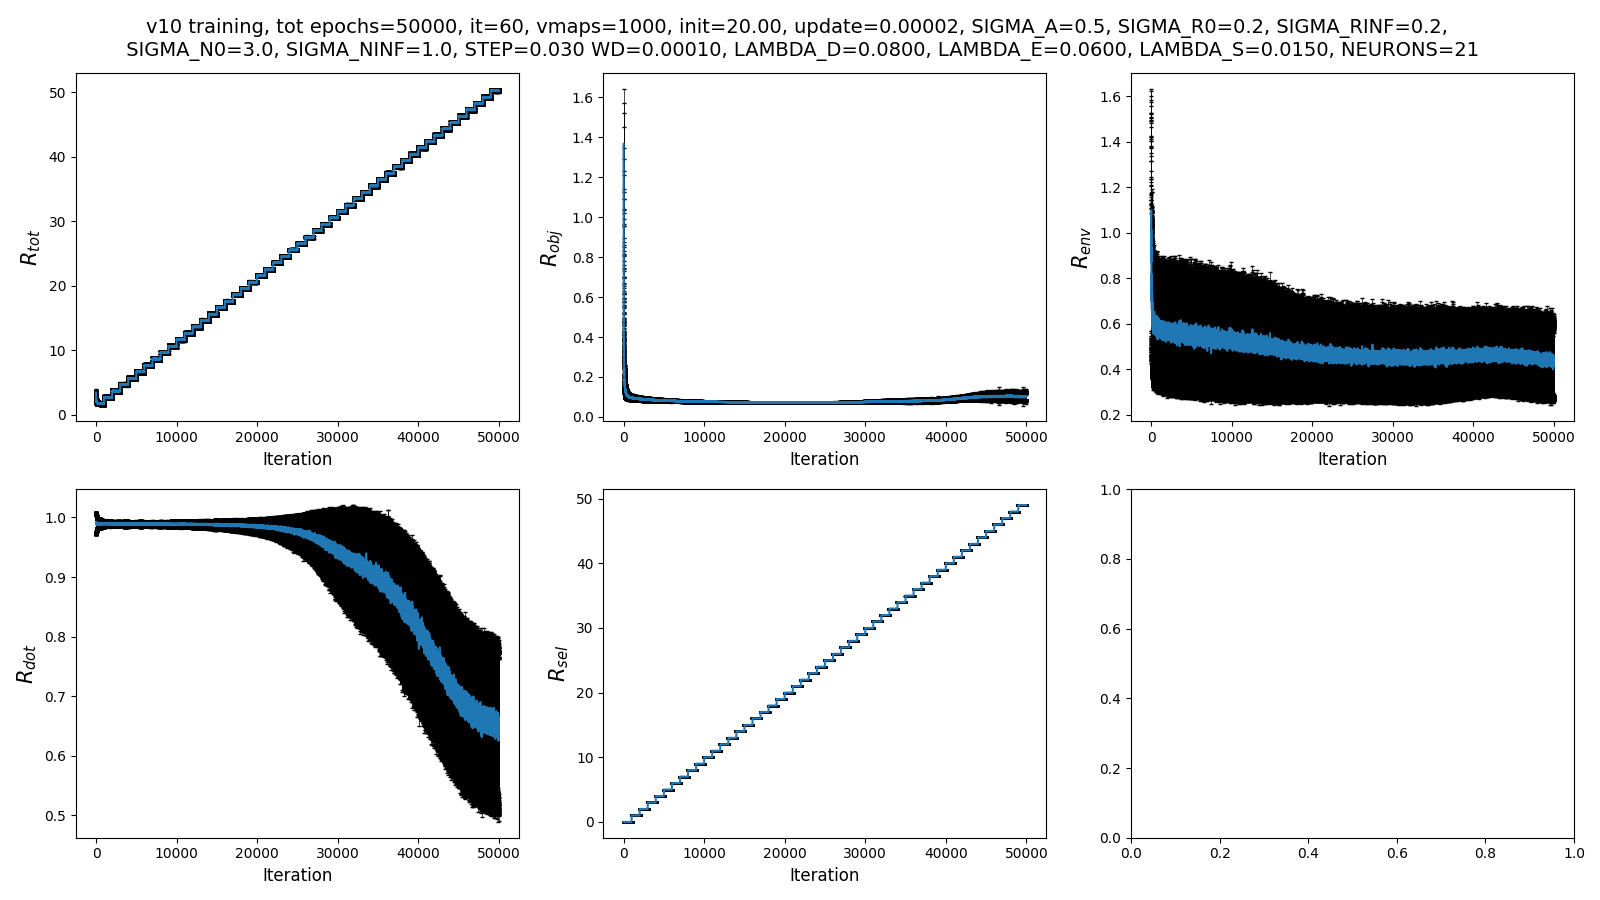 v10 training, tot epochs=50000, it=60, vmaps=1000, init=20.00, update=0.00002, SIGMA_A=0.5, SIGMA_R0=0.2, SIGMA_RINF=0.2,
SIGMA_N0=3.0, SIGMA_NINF=1.0, STEP=0.030 WD=0.00010, LAMBDA_D=0.0800, LAMBDA_E=0.0600, LAMBDA_S=0.0150, NEURONS=21
R_tot
50
40
30
20
10
0
0 10000 20000 30000 40000 50000
Iteration
R_obj
1.6
1.4
1.2
1.0
0.8
0.6
0.4
0.2
0.0
0 10000 20000 30000 40000 50000
Iteration
R_env
1.6
1.4
1.2
1.0
0.8
0.6
0.4
0.2
0 10000 20000 30000 40000 50000
Iteration
R_dot
1.0
0.9
0.8
0.7
0.6
0.5
0 10000 20000 30000 40000 50000
Iteration
R_sel
50
40
30
20
10
0
0 10000 20000 30000 40000 50000
Iteration
1.0
0.8
0.6
0.4
0.2
0.0
0.0 0.2 0.4 0.6 0.8 1.0